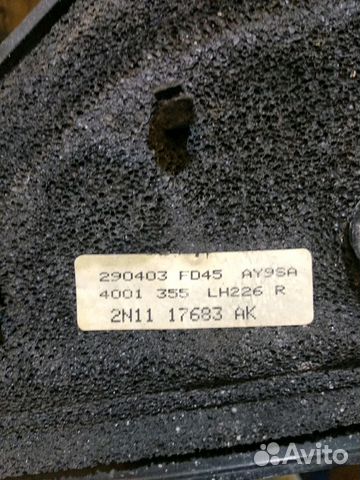 290403 FD45 AY9SA
4001 355 LH226 R
2N11 17683 AK
Avito